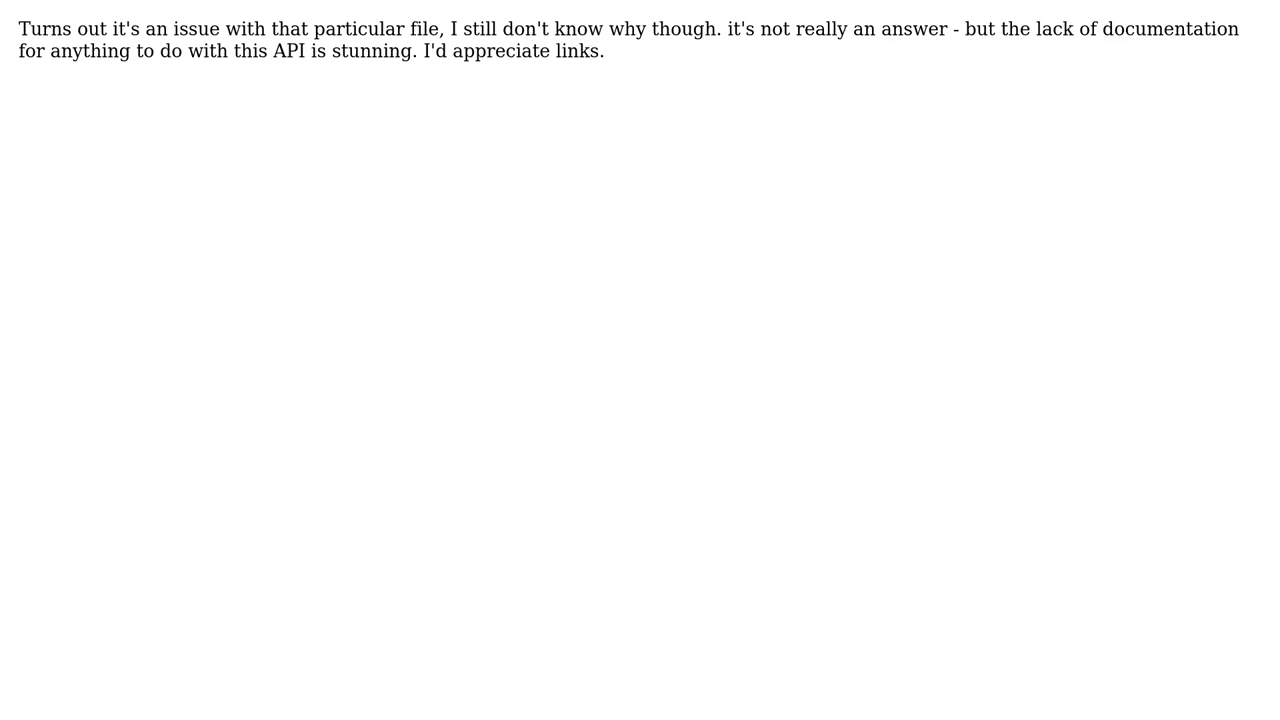 Turns out it's an issue with that particular file, I still don't know why though. it's not really an answer - but the lack of documentation
for anything to do with this API is stunning. I'd appreciate links.